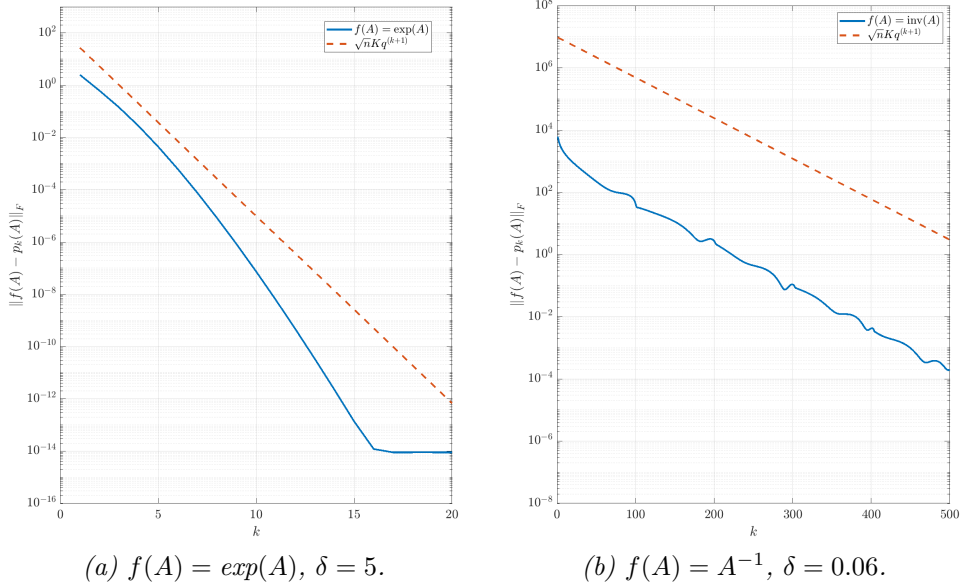 10^2
10^0
10^{-2}
10^{-4}
10^{-6}
10^{-8}
10^{-10}
10^{-12}
10^{-14}
10^{-16}
‖f(A) − p_k(A)‖_F
f(A) = exp(A)
√n̄Kq^{(k+1)}
0 5 10 15 20
k
(a) f(A) = exp(A), δ = 5.
10^8
10^6
10^4
10^2
10^0
10^{-2}
10^{-4}
10^{-6}
10^{-8}
‖f(A) − p_k(A)‖_F
f(A) = inv(A)
√n̄Kq^{(k+1)}
0 100 200 300 400 500
k
(b) f(A) = A^{-1}, δ = 0.06.